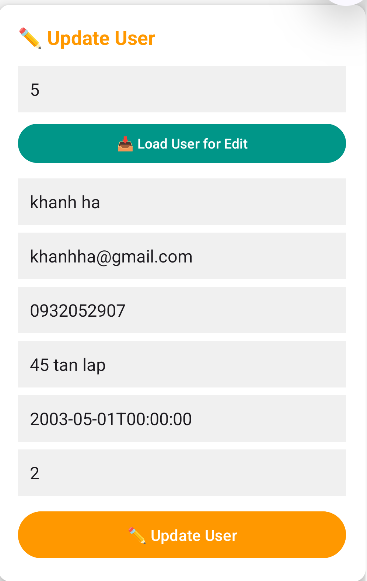 ✏️ Update User
5
📥 Load User for Edit
khanh ha
khanhha@gmail.com
0932052907
45 tan lap
2003-05-01T00:00:00
2
✏️ Update User